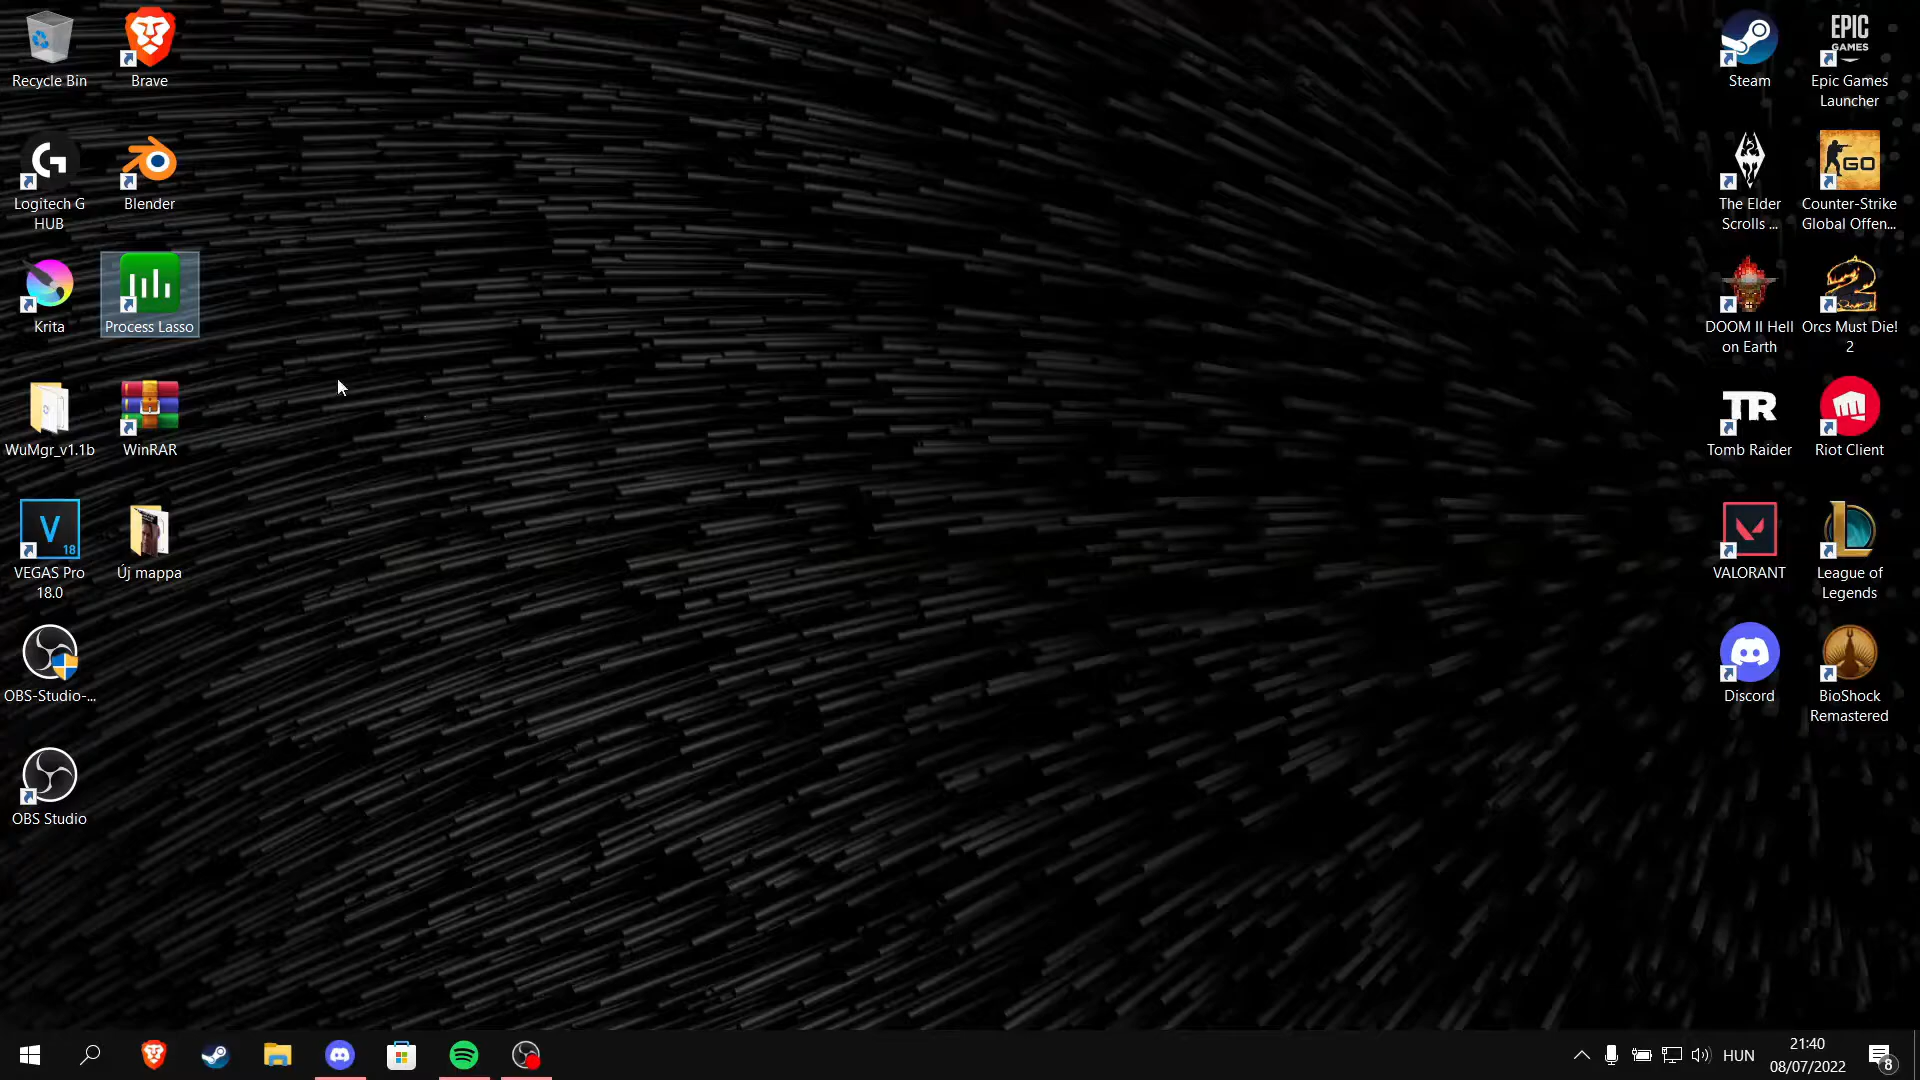 Recycle Bin
Brave
Logitech G
HUB
Blender
Krita
Process Lasso
WuMgr_v1.1b
WinRAR
V
18
VEGAS Pro
18.0
Új mappa
OBS-Studio-...
OBS Studio
Steam
EPIC
GAMES
Epic Games
Launcher
The Elder
Scrolls ...
GO
Counter-Strike
Global Offen...
DOOM II Hell
on Earth
2
Orcs Must Die!
2
TR
Tomb Raider
Riot Client
VALORANT
L
League of
Legends
Discord
BioShock
Remastered
HUN
21:40
08/07/2022
8